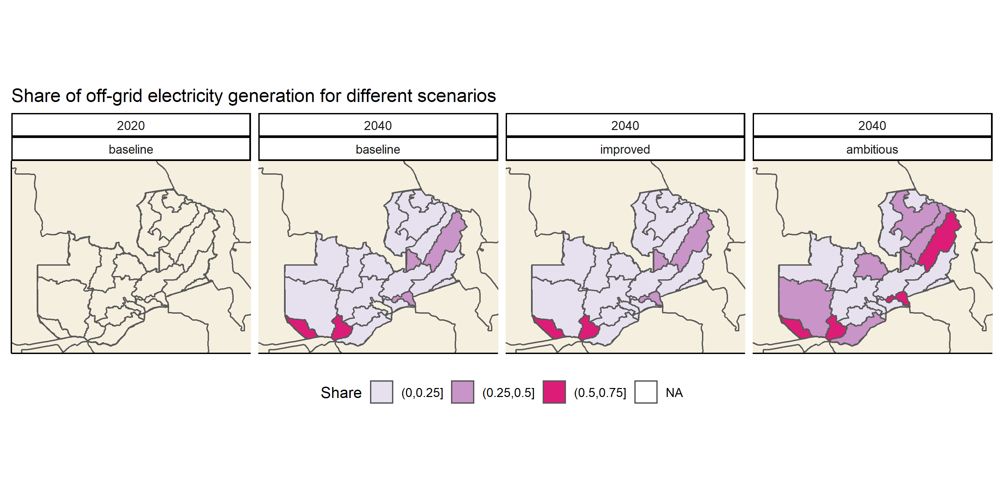 Share of off-grid electricity generation for different scenarios
2020
2040
2040
2040
baseline
baseline
improved
ambitious
Share
(0,0.25]
(0.25,0.5]
(0.5,0.75]
NA